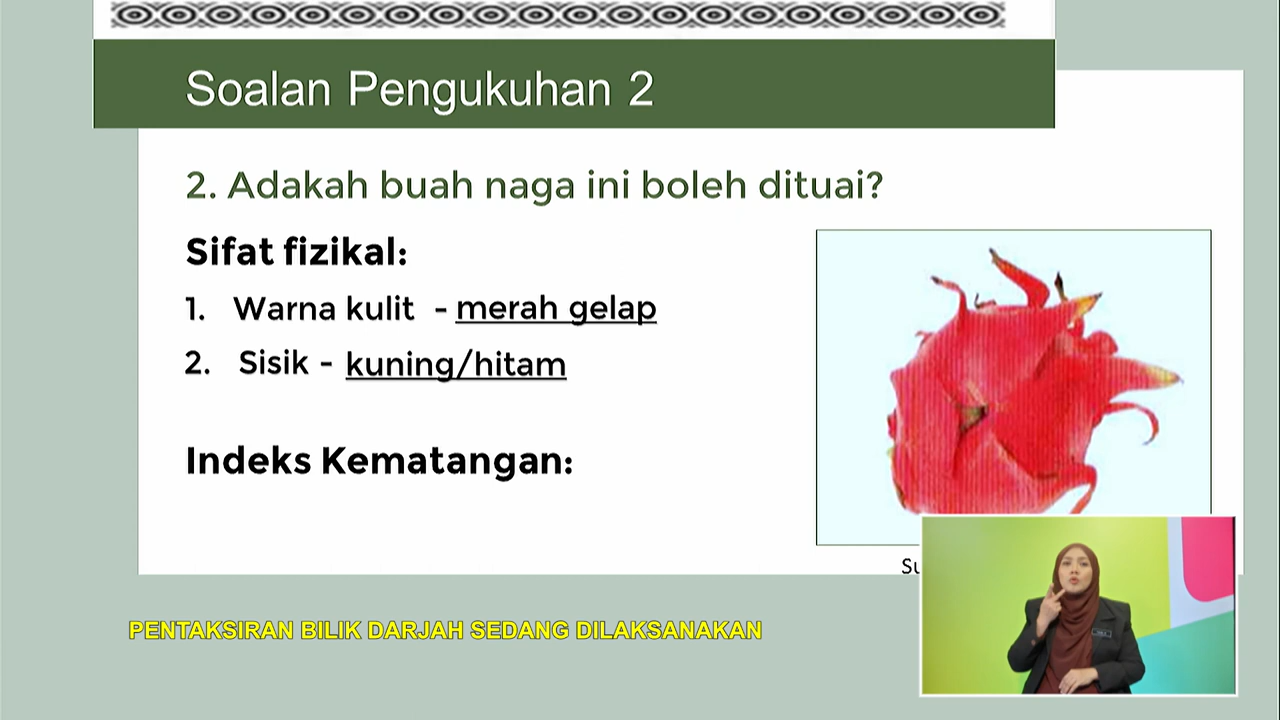 Soalan Pengukuhan 2
2. Adakah buah naga ini boleh dituai?
Sifat fizikal:
1. Warna kulit - merah gelap
2. Sisik - kuning/hitam
Indeks Kematangan:
PENTAKSIRAN BILIK DARJAH SEDANG DILAKSANAKAN